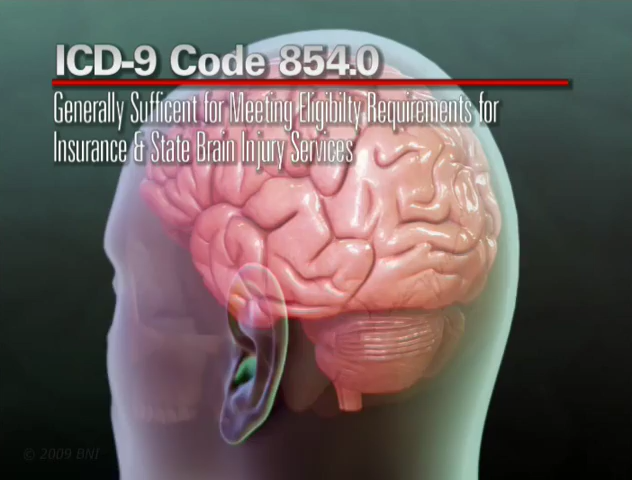 ICD-9 Code 854.0
Generally Sufficent for Meeting Eligibilty Requirements for
Insurance & State Brain Injury Services
© 2009 BNI